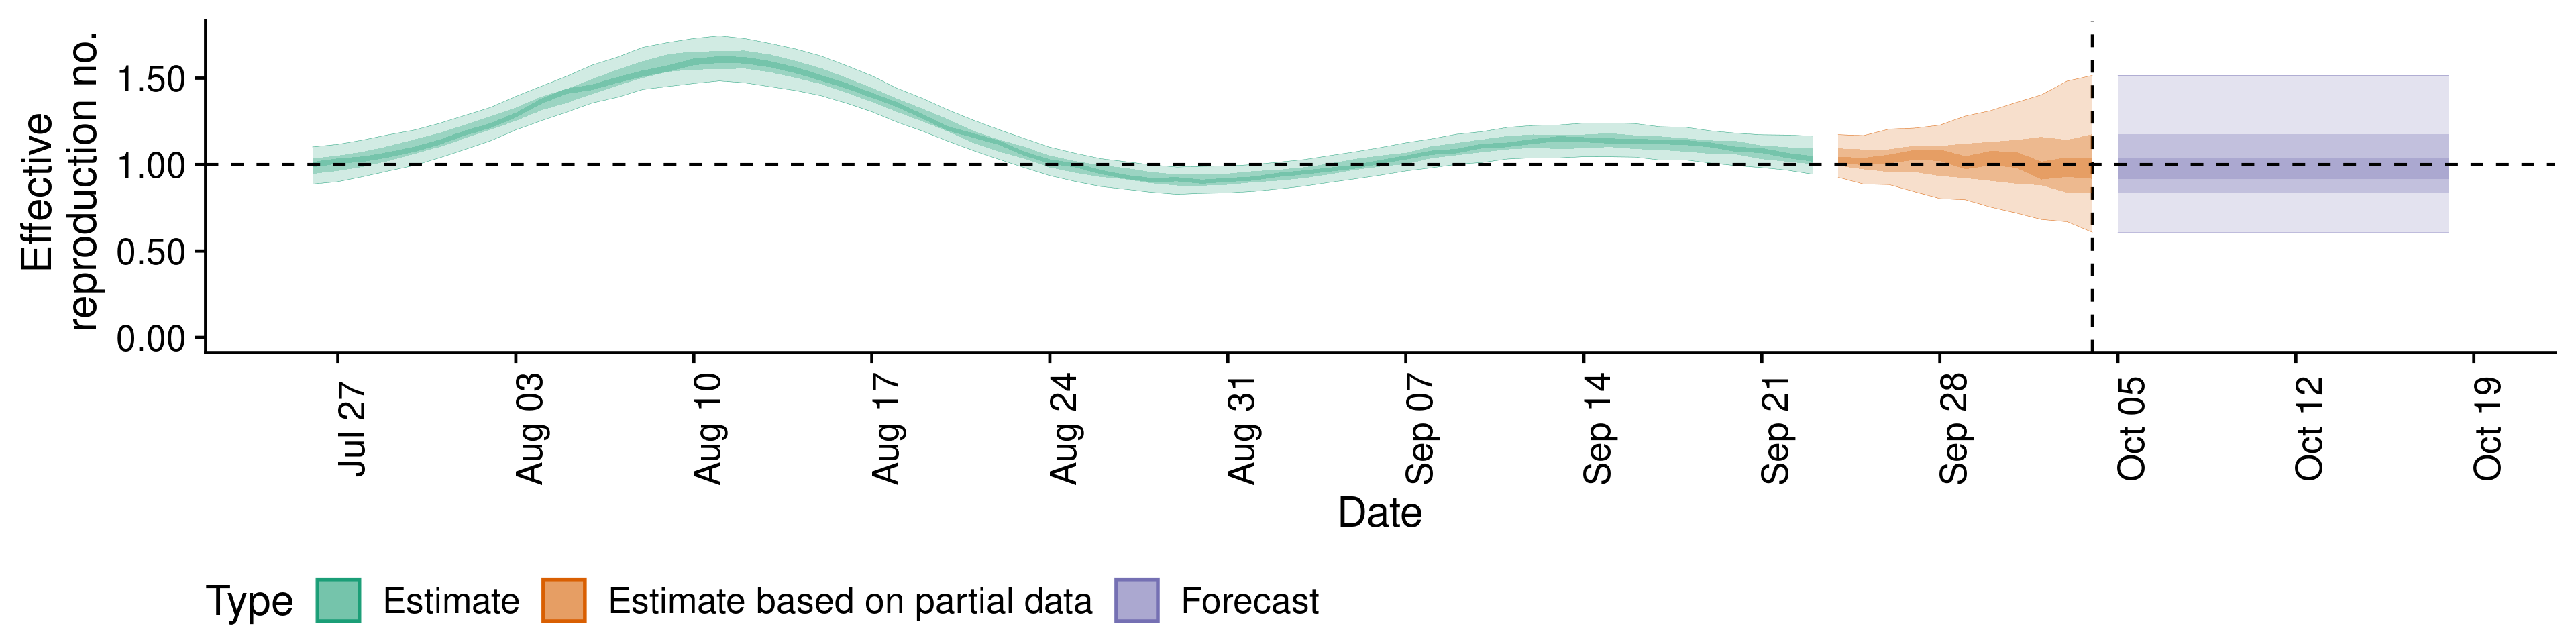 Effective
reproduction no.
1.50
1.00
0.50
0.00
Jul 27
Aug 03
Aug 10
Aug 17
Aug 24
Aug 31
Sep 07
Sep 14
Sep 21
Sep 28
Oct 05
Oct 12
Oct 19
Date
Type Estimate Estimate based on partial data Forecast